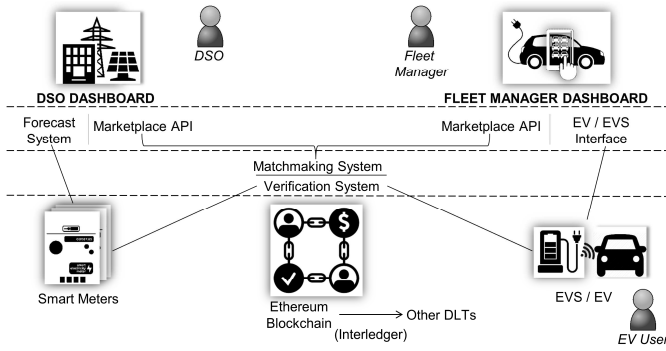 DSO
Fleet
Manager
DSO DASHBOARD
FLEET MANAGER DASHBOARD
Forecast
System
Marketplace API
Marketplace API
EV / EVS
Interface
Matchmaking System
Verification System
Smart Meters
Ethereum
Blockchain
Other DLTs
(Interledger)
EVS / EV
EV User